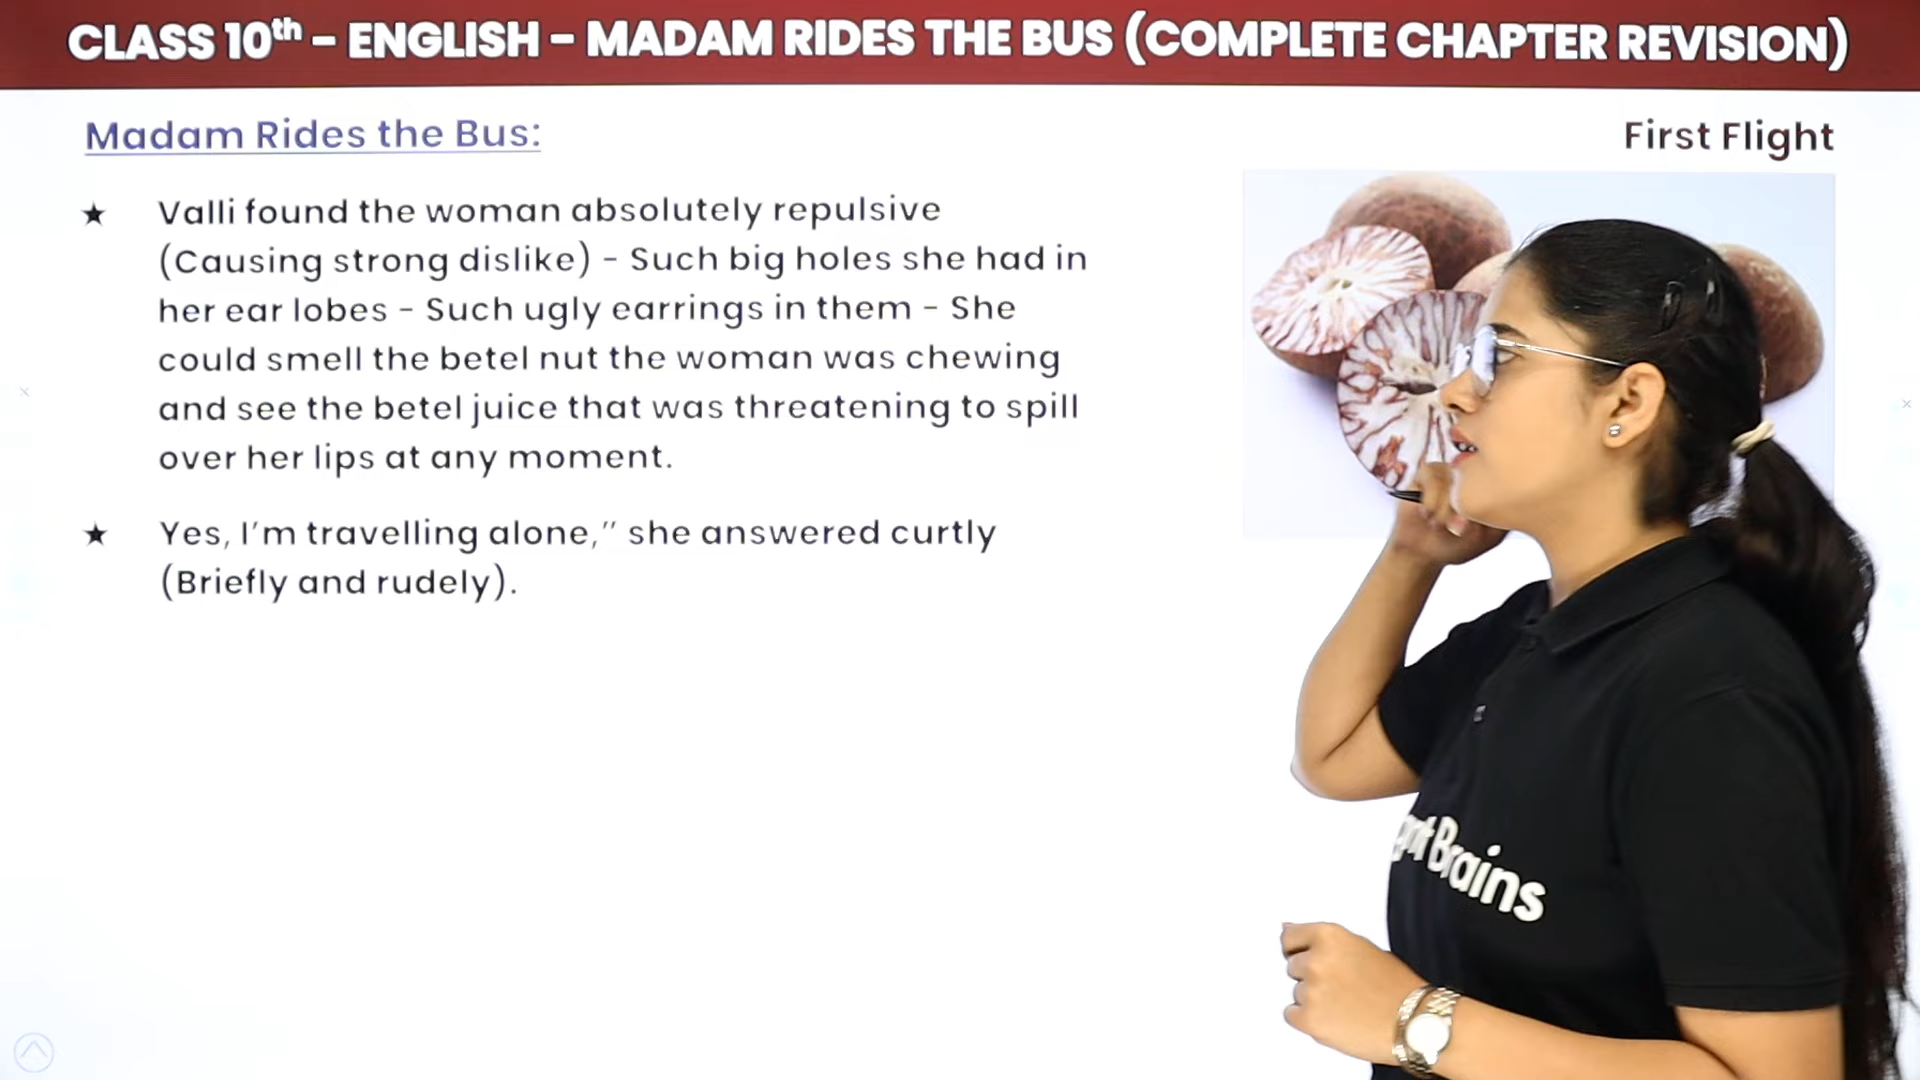 CLASS 10th – ENGLISH – MADAM RIDES THE BUS (COMPLETE CHAPTER REVISION)
Madam Rides the Bus:
First Flight
★ Valli found the woman absolutely repulsive
(Causing strong dislike) – Such big holes she had in
her ear lobes – Such ugly earrings in them – She
could smell the betel nut the woman was chewing
and see the betel juice that was threatening to spill
over her lips at any moment.
★ Yes, I’m travelling alone,” she answered curtly
(Briefly and rudely).
Brains